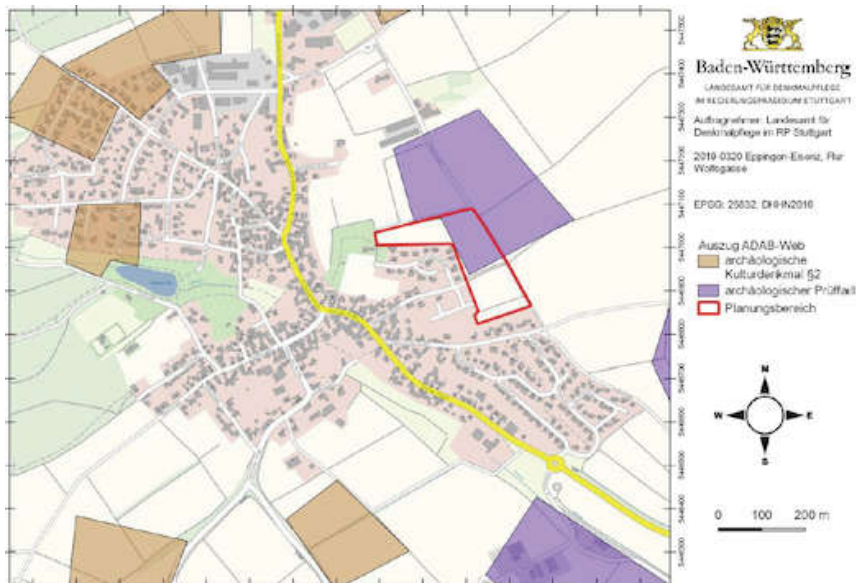 Baden-Württemberg
LANDESAMT FÜR DENKMALPFLEGE
IM REGIERUNGSPRÄSIDIUM STUTTGART
Auftragnehmer: Landesamt für
Denkmalpflege im RP Stuttgart
2019-0320 Eppingen-Elsenz, Flur
Wolfsgasse
EPSG: 25832, DHHN2016
Auszug ADAB-Web
archäologische
Kulturdenkmal §2
archäologischer Prüffall
Planungsbereich
N
W
E
S
0 100 200 m